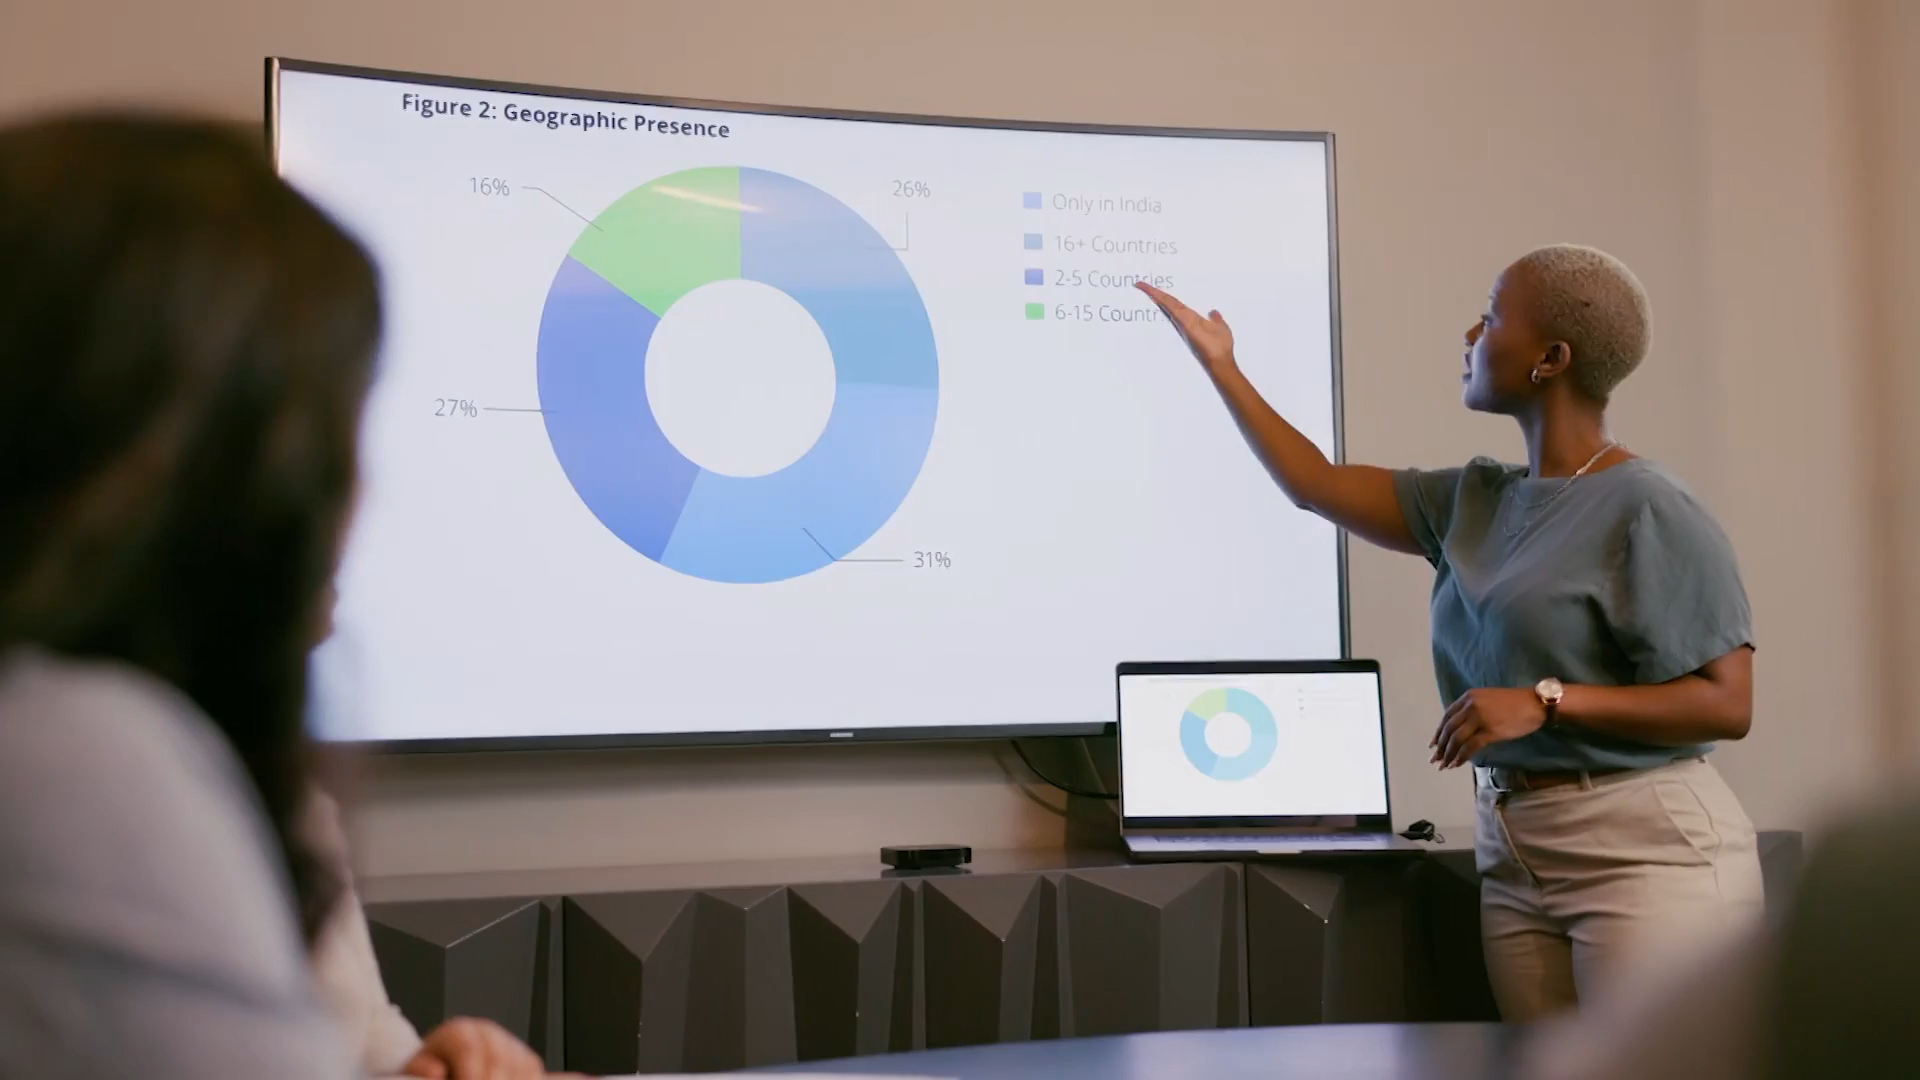 Figure 2: Geographic Presence
16%
26%
Only in India
16+ Countries
2-5 Countries
6-15 Countr
27%
31%